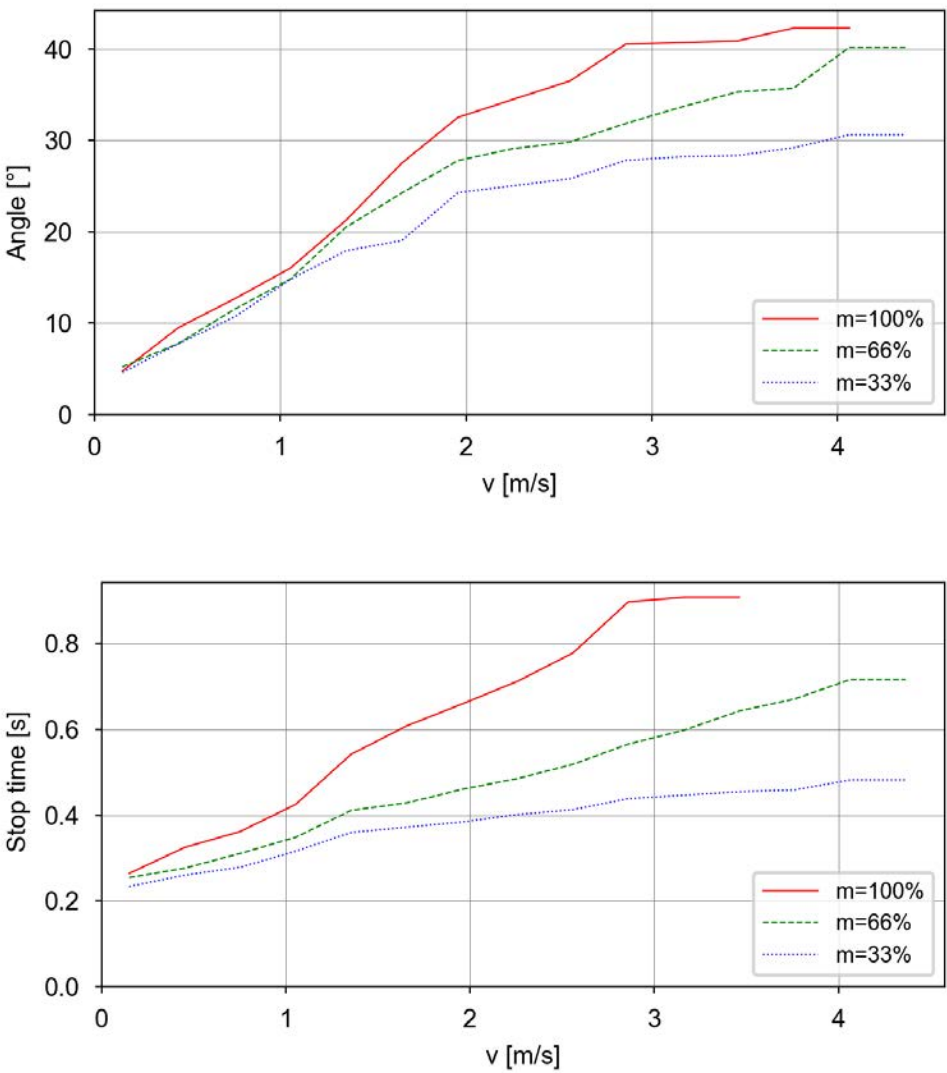 Angle [°]
40
30
20
10
0
0 1 2 3 4
v [m/s]
m=100%
m=66%
m=33%
Stop time [s]
0.8
0.6
0.4
0.2
0.0
0 1 2 3 4
v [m/s]
m=100%
m=66%
m=33%